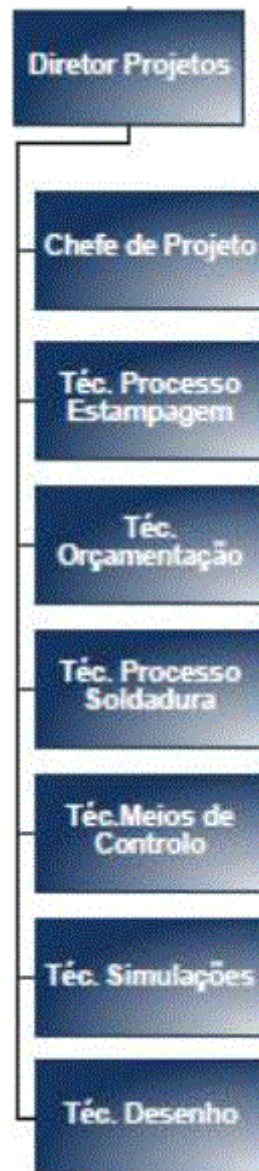 Diretor Projetos
Chefe de Projeto
Téc. Processo
Estampagem
Téc.
Orçamentação
Téc. Processo
Soldadura
Téc.Meios de
Controlo
Téc. Simulações
Téc. Desenho